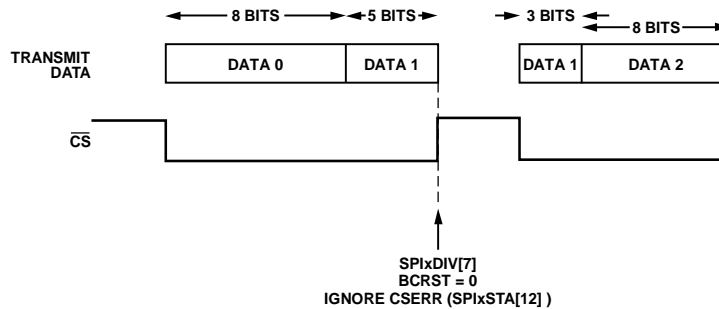 8 BITS
5 BITS
3 BITS
8 BITS
TRANSMIT
DATA
DATA 0
DATA 1
DATA 1
DATA 2
CS
SPIxDIV[7]
BCRST = 0
IGNORE CSERR (SPIxSTA[12] )